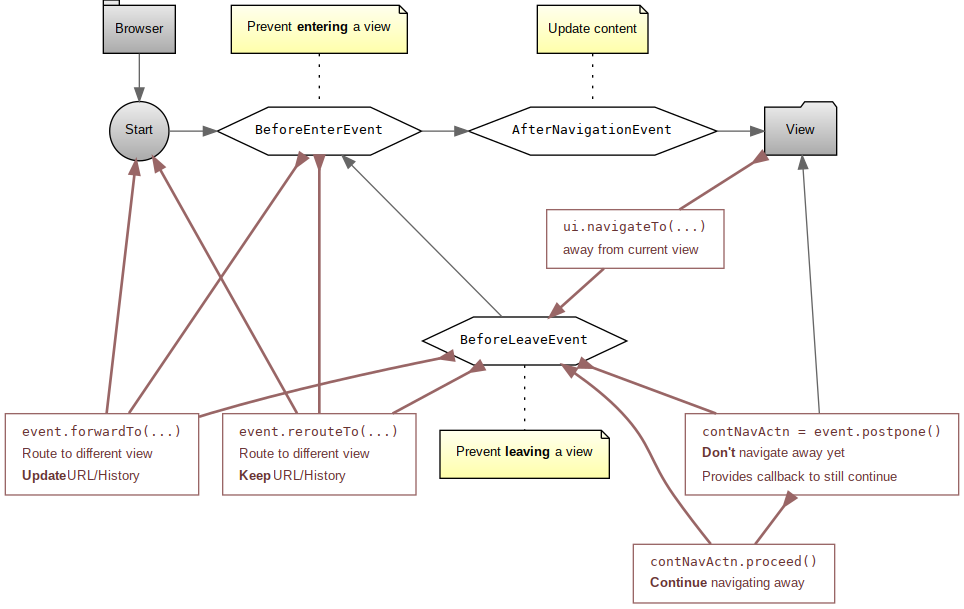 Browser
Prevent entering a view
Update content
Start
BeforeEnterEvent
AfterNavigationEvent
View
ui.navigateTo(...)
away from current view
BeforeLeaveEvent
event.forwardTo(...)
Route to different view
Update URL/History
event.rerouteTo(...)
Route to different view
Keep URL/History
Prevent leaving a view
contNavActn = event.postpone()
Don't navigate away yet
Provides callback to still continue
contNavActn.proceed()
Continue navigating away